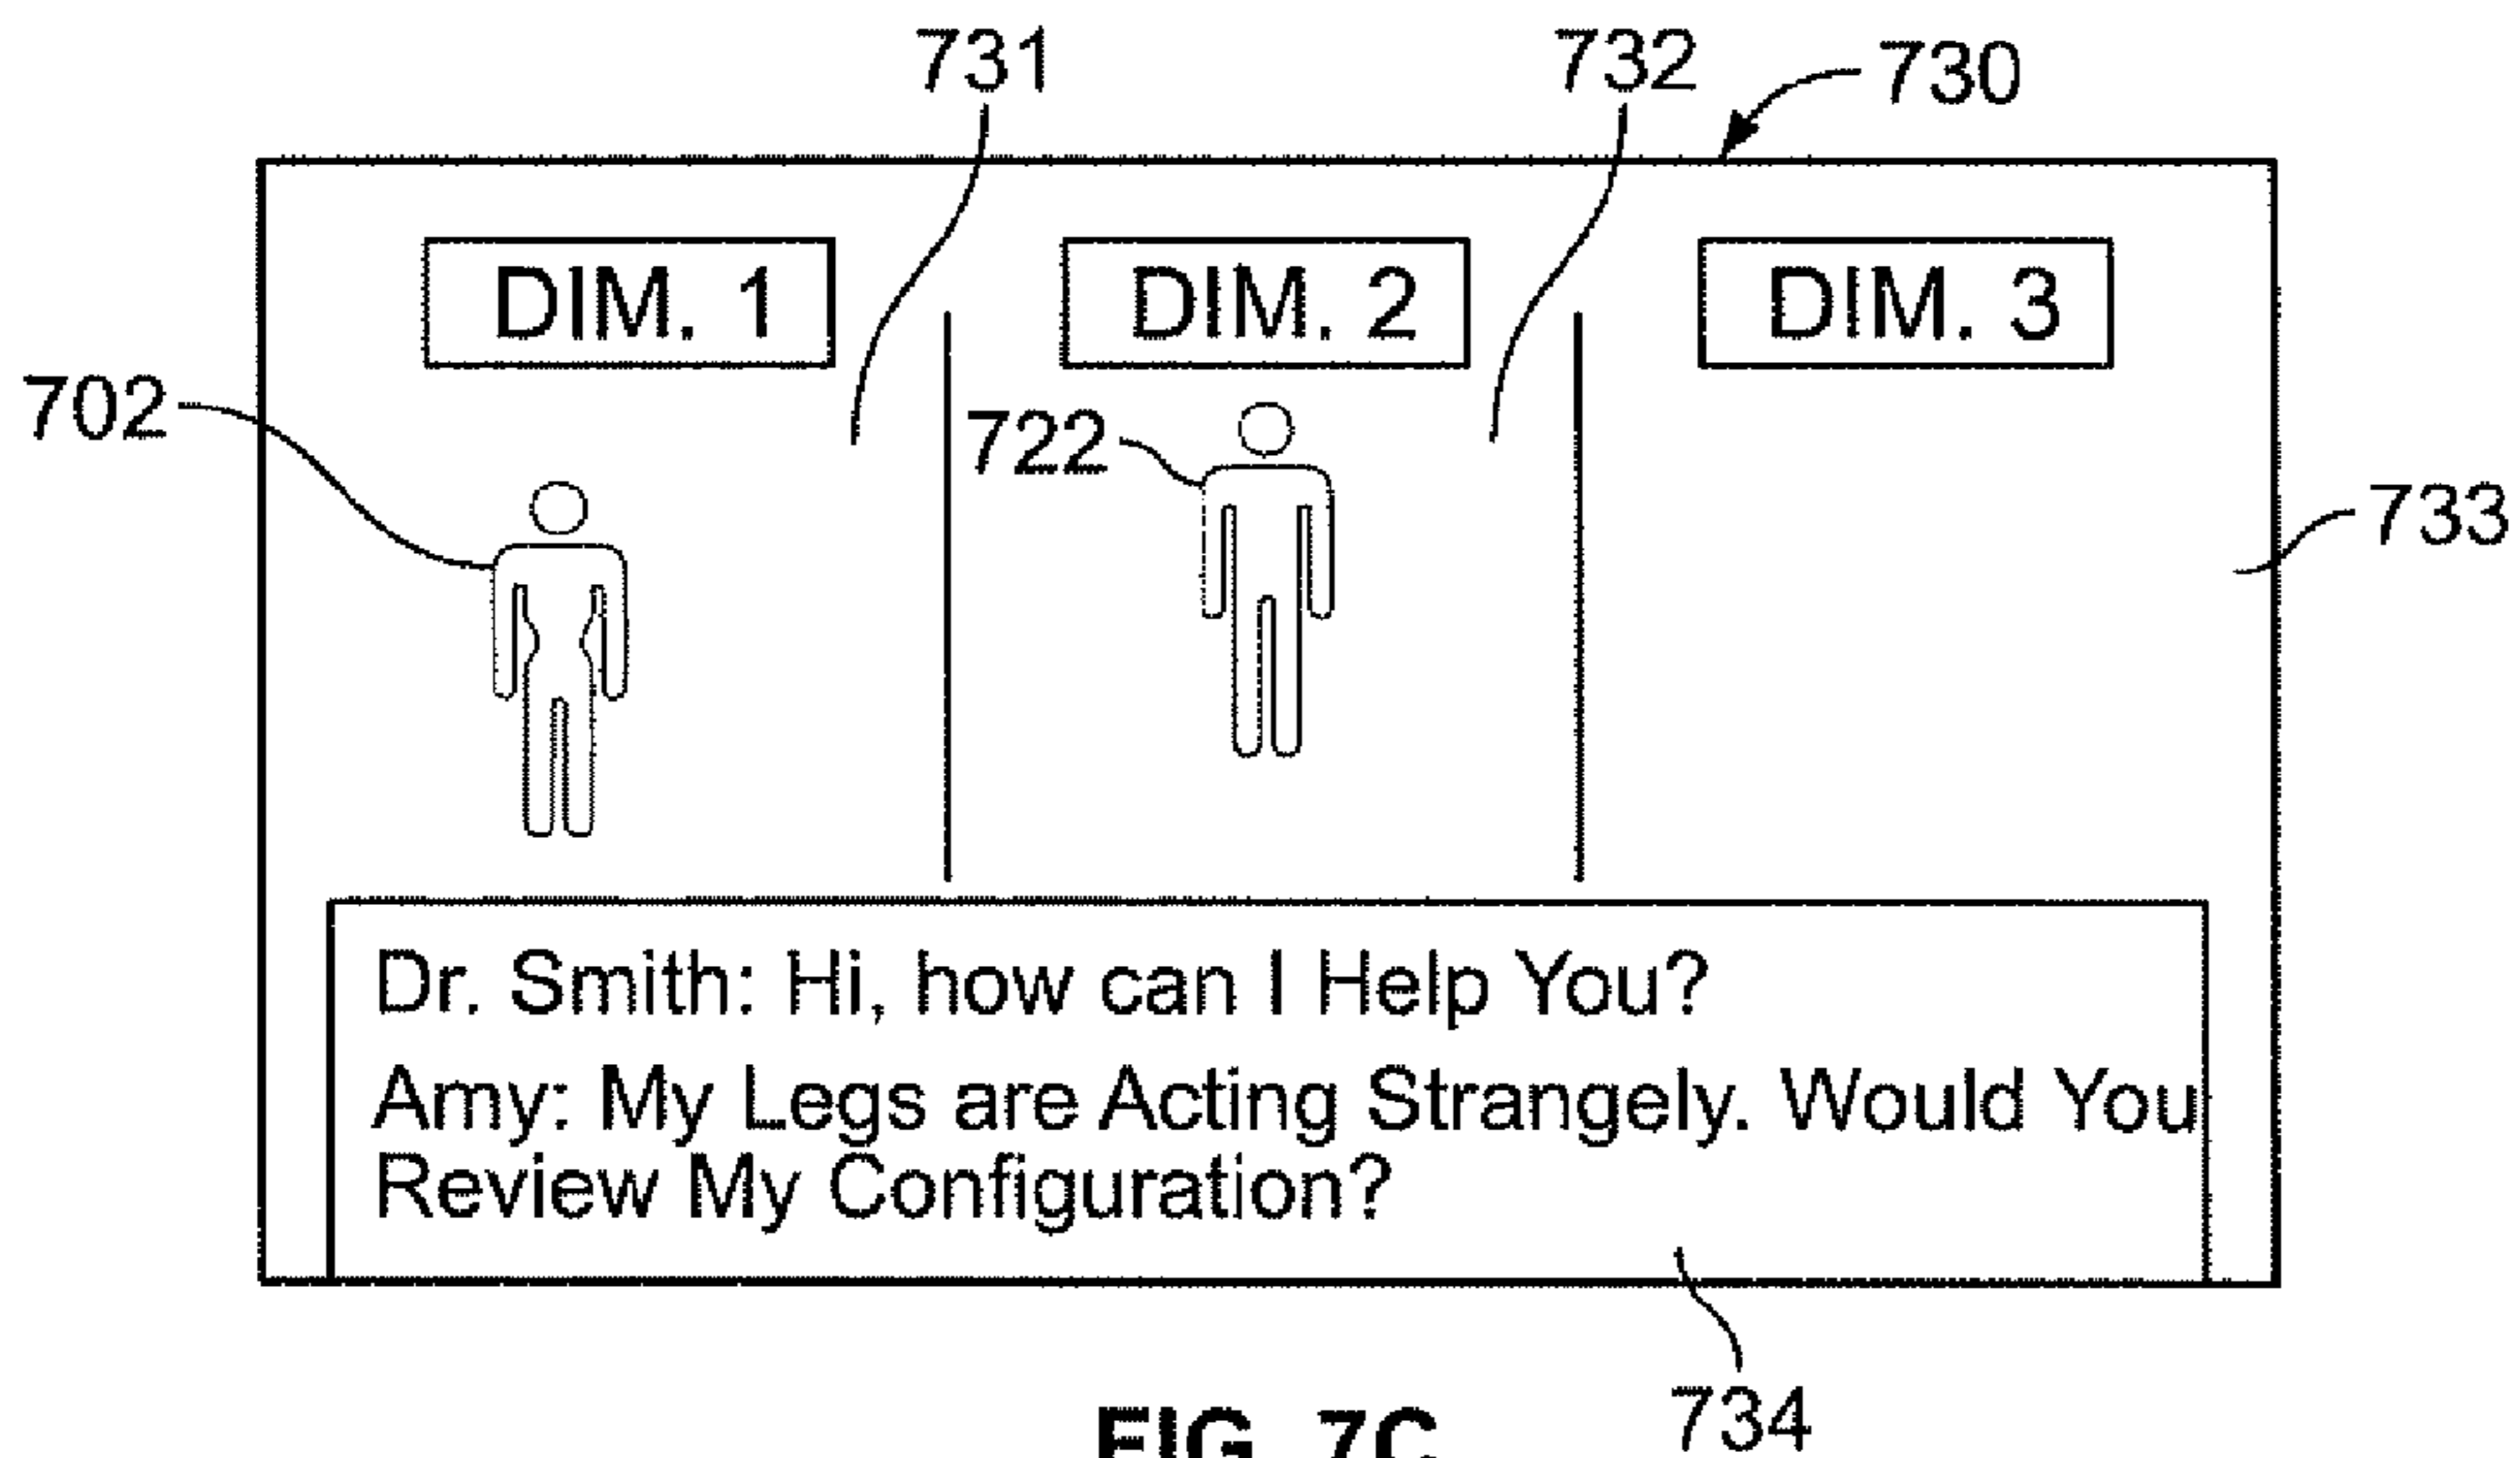 731
732
730
DIM. 1
DIM. 2
DIM. 3
702
722
733
Dr. Smith: Hi, how can I Help You?
Amy: My Legs are Acting Strangely. Would You
Review My Configuration?
734
FIG. 7C